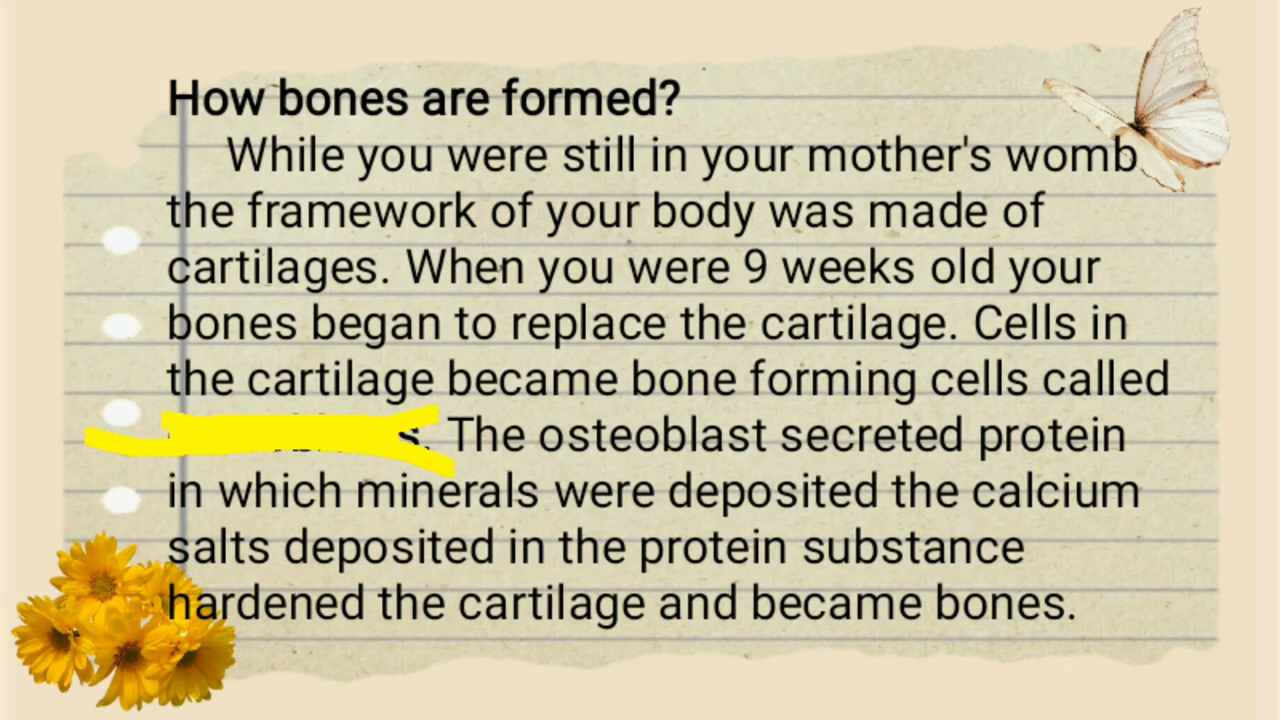 How bones are formed?
While you were still in your mother's womb
the framework of your body was made of
cartilages. When you were 9 weeks old your
bones began to replace the cartilage. Cells in
the cartilage became bone forming cells called
The osteoblast secreted protein
in which minerals were deposited the calcium
salts deposited in the protein substance
hardened the cartilage and became bones.